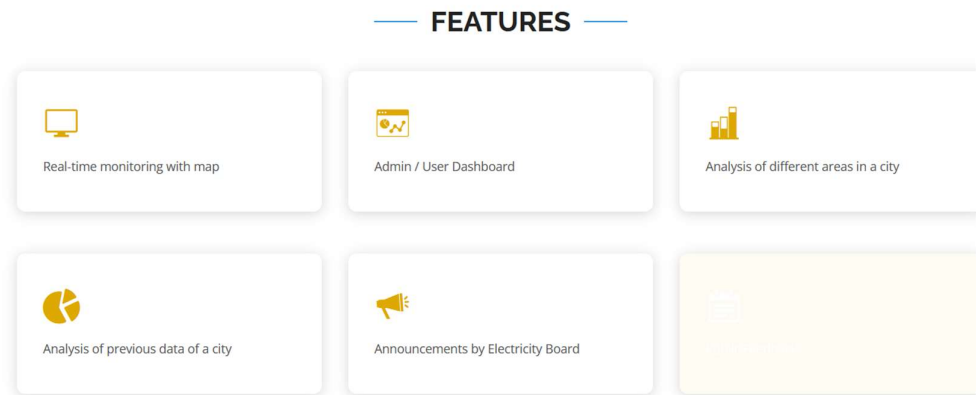 FEATURES
Real-time monitoring with map
Admin / User Dashboard
Analysis of different areas in a city
Analysis of previous data of a city
Announcements by Electricity Board